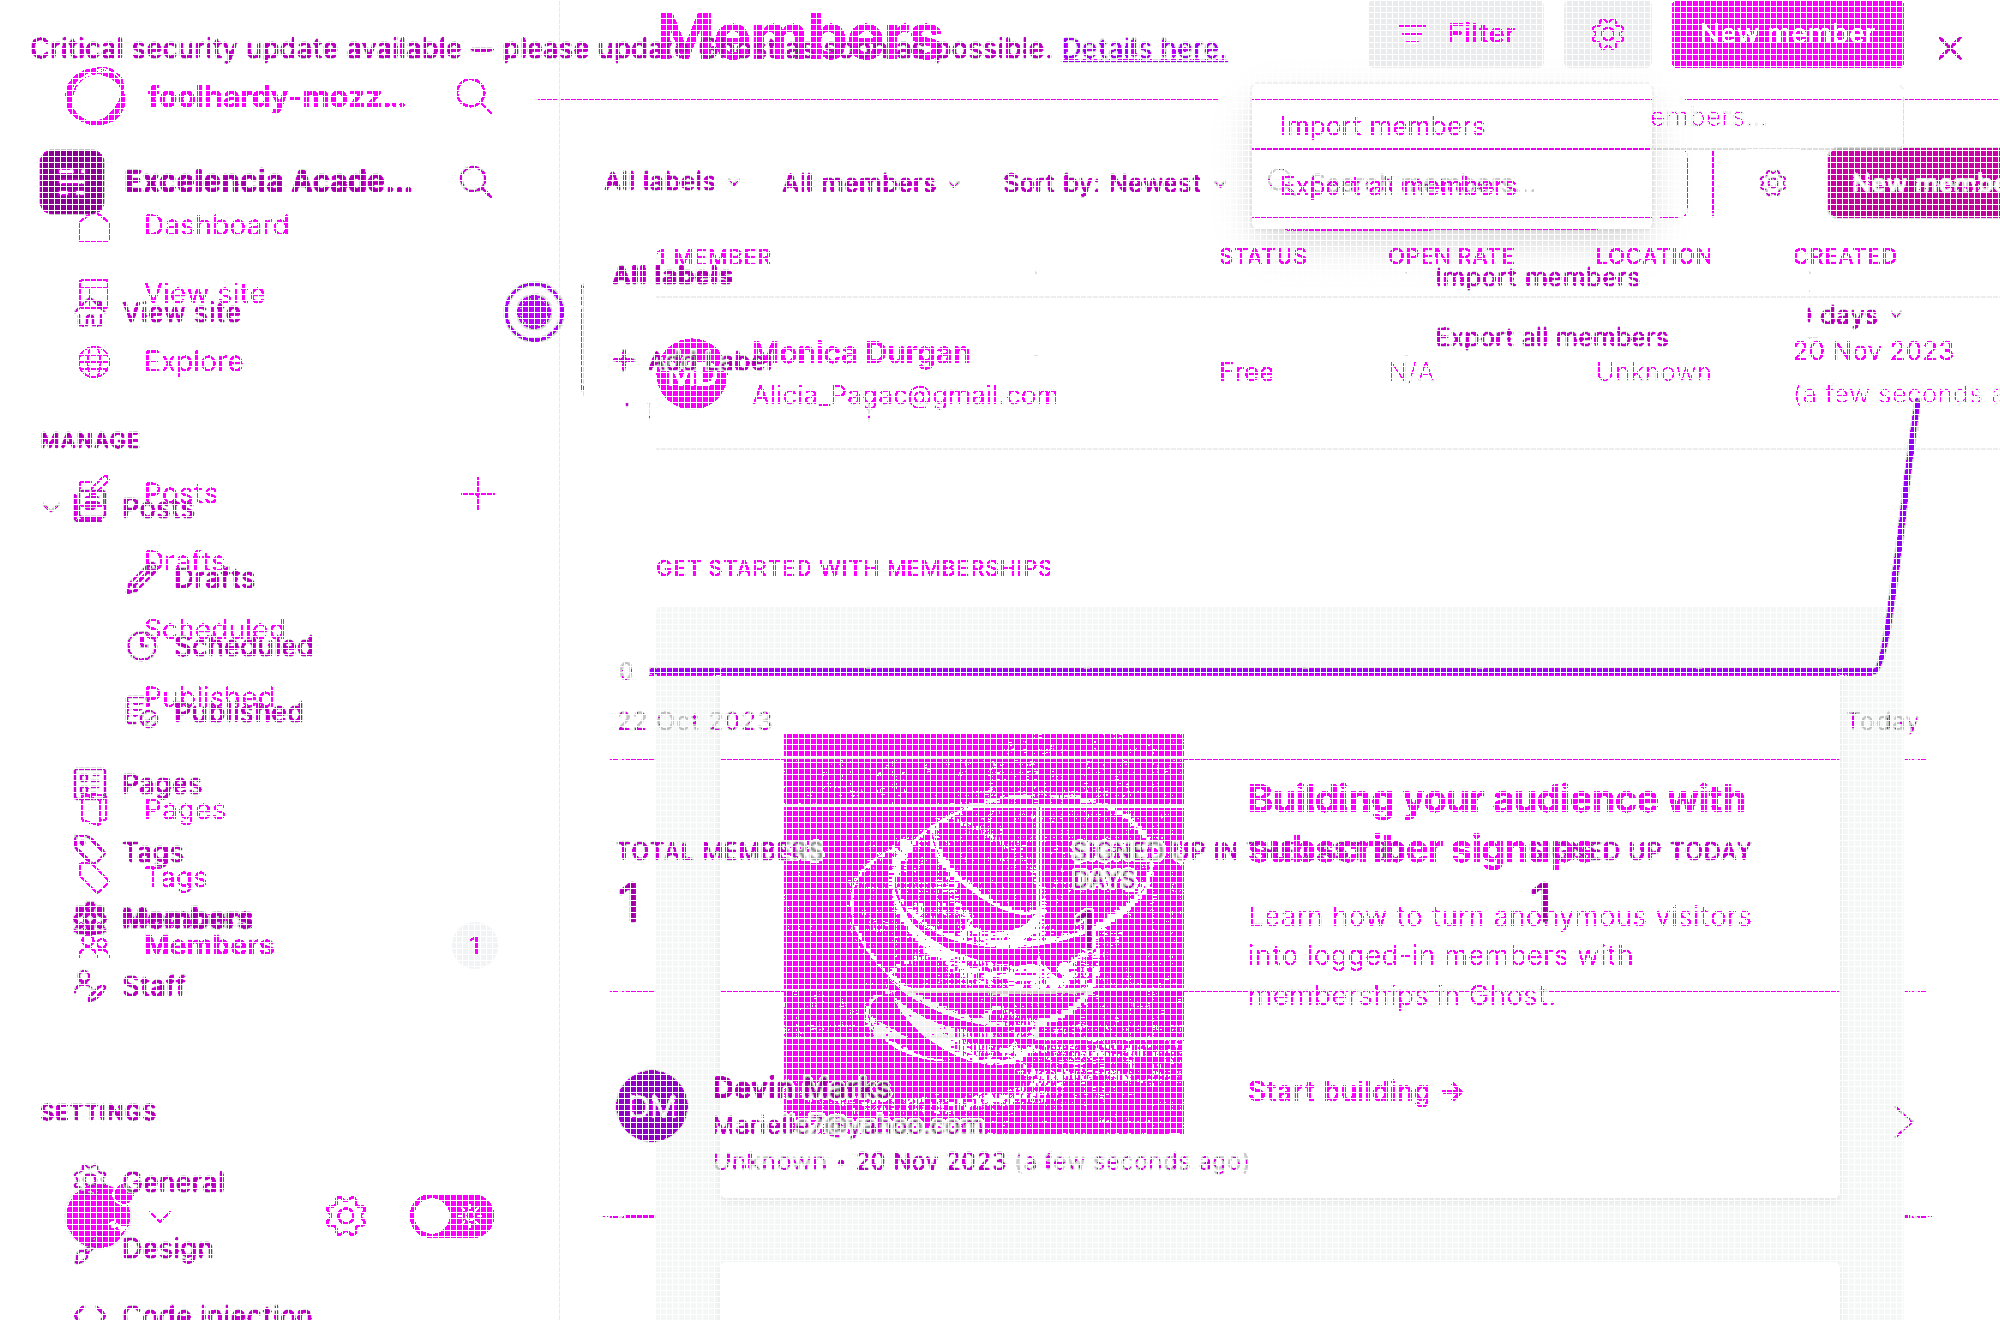 Members
Filter
New member
Critical security update available — please update possible. Details here.
foolhardy-mozz...
Import members
embers...
Excelencia Acade...
All labels
All members
Sort by: Newest
Export all members
New membe
Dashboard
1 MEMBER
STATUS
OPEN RATE
LOCATION
CREATED
All labels
Import members
View site
View site
days
Export all members
Explore
Add label
Monica Durgan
Alicia_Pagac@gmail.com
MD
Free
N/A
Unknown
20 Nov 2023
(a few seconds a
MANAGE
Posts
Posts
Drafts
Drafts
GET STARTED WITH MEMBERSHIPS
Scheduled
Scheduled
0
Published
Published
22 Oct 2023
Today
Pages
Pages
Building your audience with
subscriber signups
Tags
Tags
TOTAL MEMBERS
SIGNED UP IN
DAYS
UP TODAY
1
1
1
Learn how to turn anonymous visitors
into logged-in members with
memberships in Ghost.
Members
Members
1
Staff
Start building →
DM
Devin Marks
Marielle7@yahoo.com
Unknown • 20 Nov 2023 (a few seconds ago)
SETTINGS
General
Design
Code injection